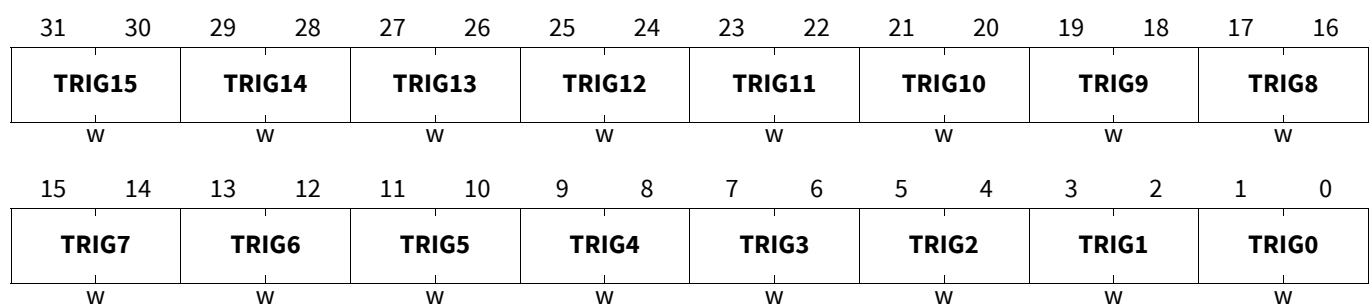 31 30 29 28 27 26 25 24 23 22 21 20 19 18 17 16
TRIG15 TRIG14 TRIG13 TRIG12 TRIG11 TRIG10 TRIG9 TRIG8
w w w w w w w w
15 14 13 12 11 10 9 8 7 6 5 4 3 2 1 0
TRIG7 TRIG6 TRIG5 TRIG4 TRIG3 TRIG2 TRIG1 TRIG0
w w w w w w w w